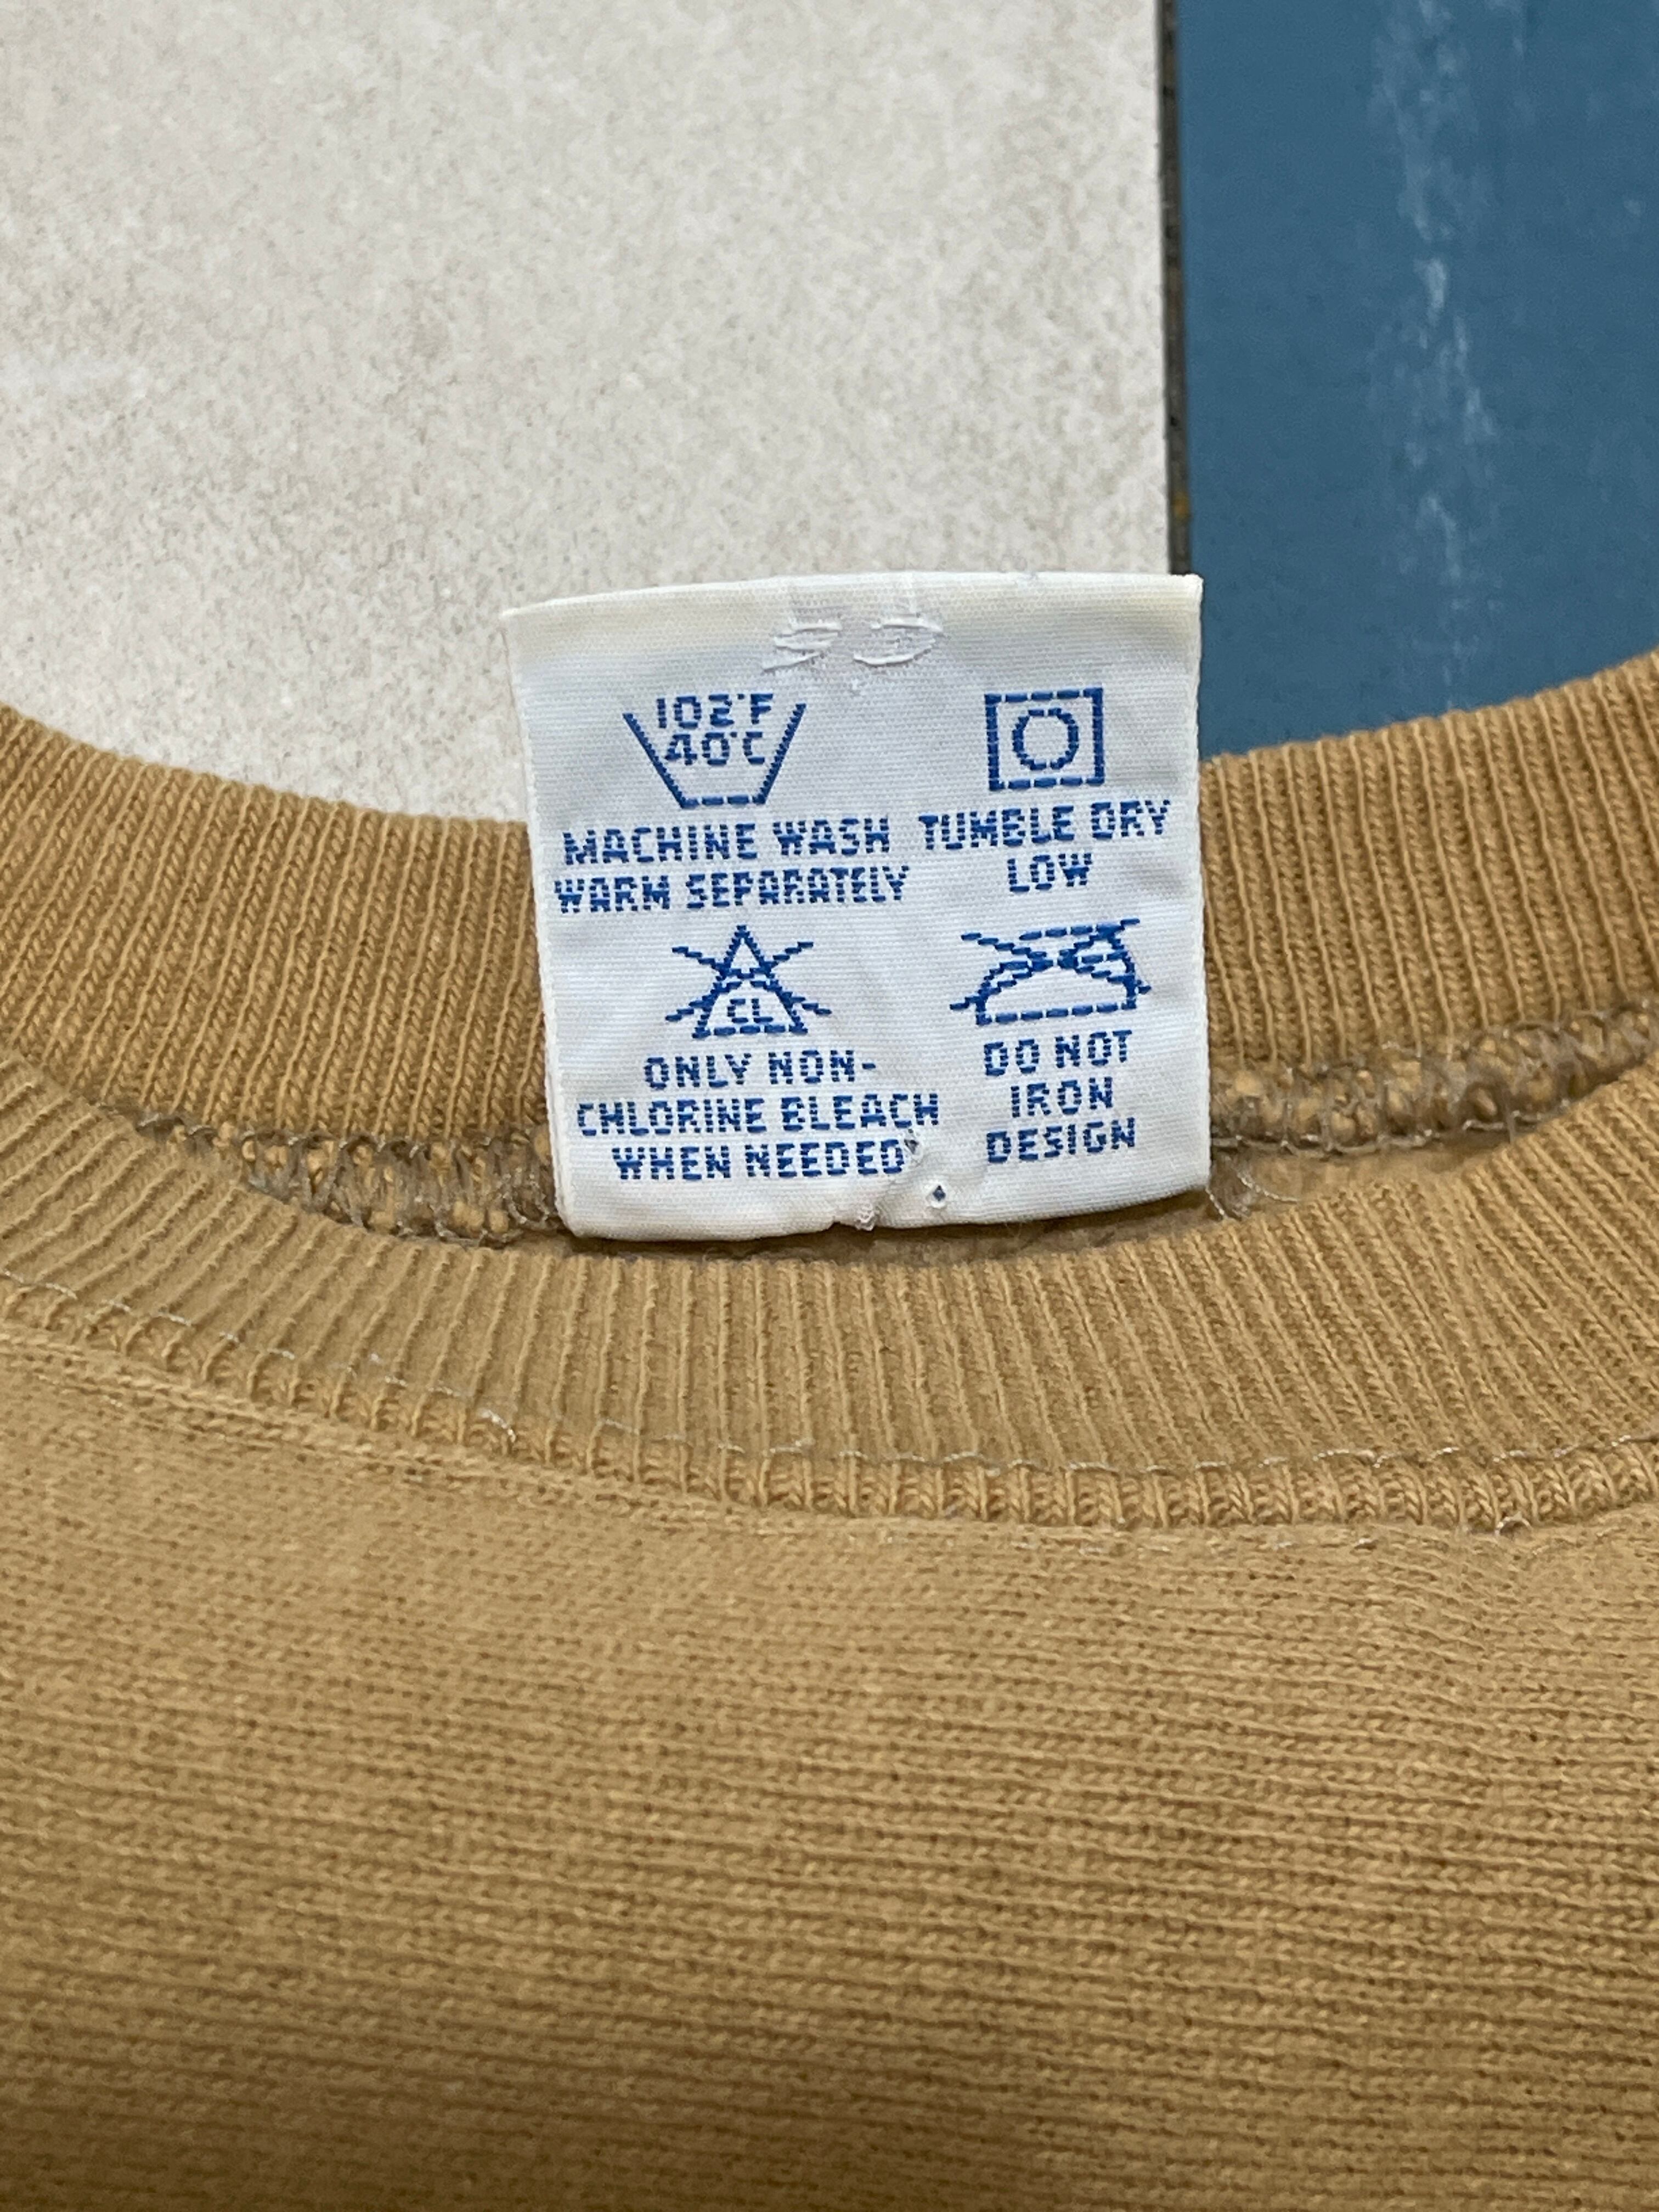 102°F
40°C
MACHINE WASH
WARM SEPARATELY
TUMBLE DRY
LOW
CL
ONLY NON-
CHLORINE BLEACH
WHEN NEEDED
DO NOT
IRON
DESIGN